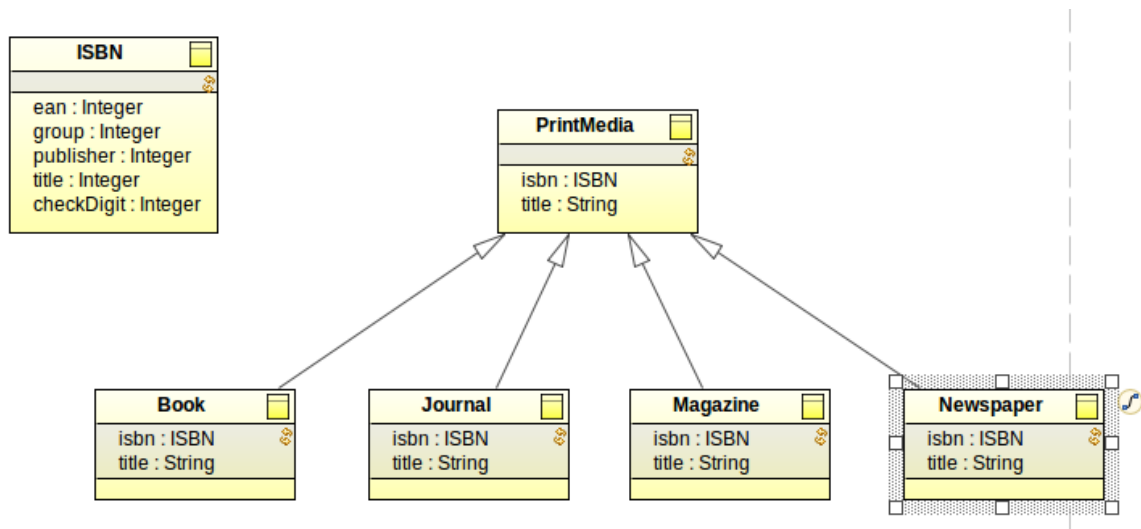 ISBN
ean : Integer
group : Integer
publisher : Integer
title : Integer
checkDigit : Integer
PrintMedia
isbn : ISBN
title : String
Book
isbn : ISBN
title : String
Journal
isbn : ISBN
title : String
Magazine
isbn : ISBN
title : String
Newspaper
isbn : ISBN
title : String